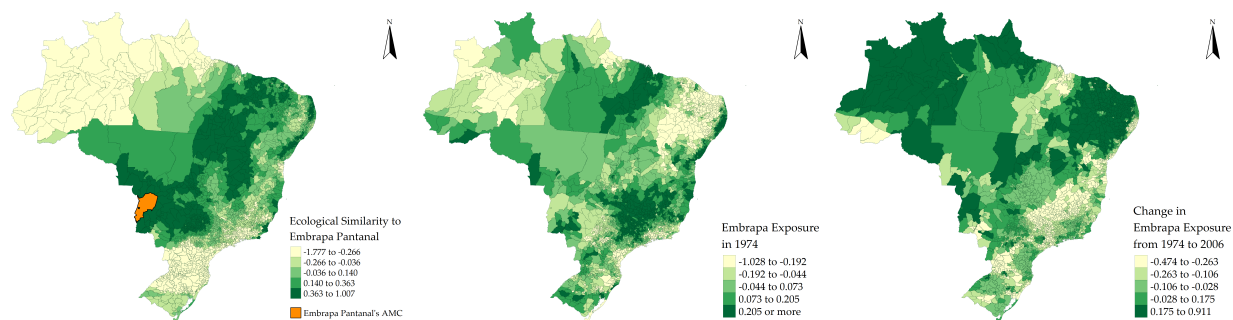 N
Ecological Similarity to
Embrapa Pantanal
-1.777 to -0.266
-0.266 to -0.036
-0.036 to 0.140
0.140 to 0.363
0.363 to 1.007
Embrapa Pantanal's AMC
N
Embrapa Exposure
in 1974
-1.028 to -0.192
-0.192 to -0.044
-0.044 to 0.073
0.073 to 0.205
0.205 or more
N
Change in
Embrapa Exposure
from 1974 to 2006
-0.474 to -0.263
-0.263 to -0.106
-0.106 to -0.028
-0.028 to 0.175
0.175 to 0.911